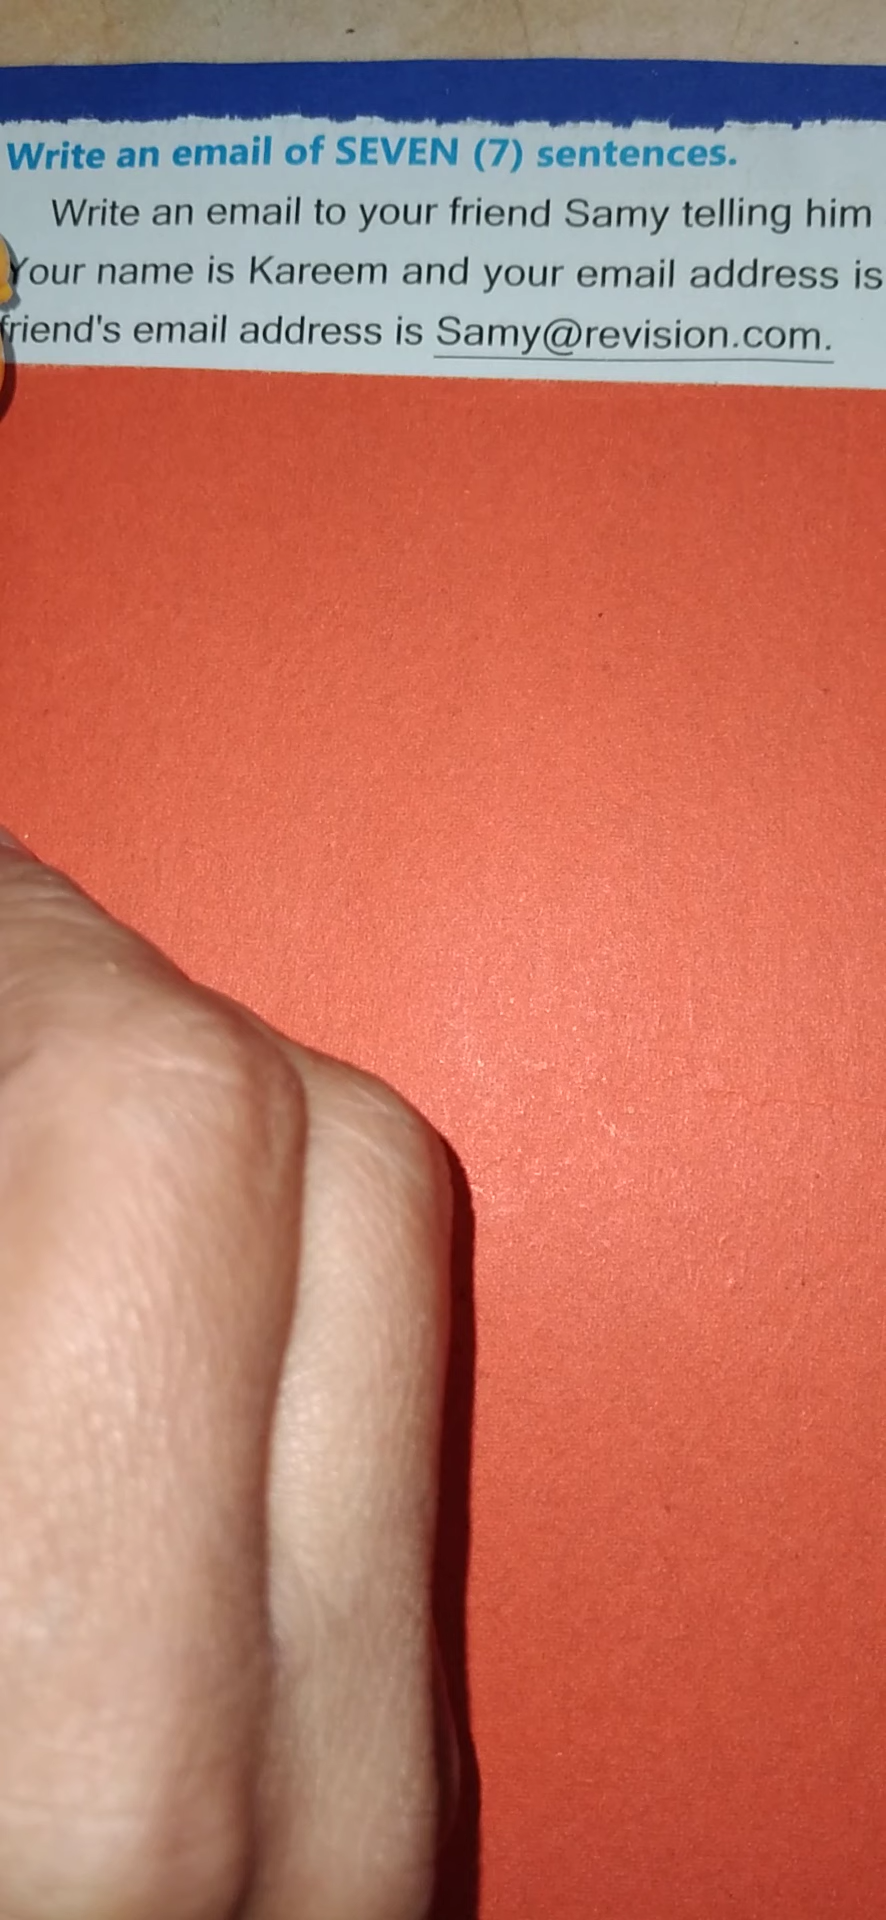 Write an email of SEVEN (7) sentences.
Write an email to your friend Samy telling him
Your name is Kareem and your email address is
friend's email address is Samy@revision.com.